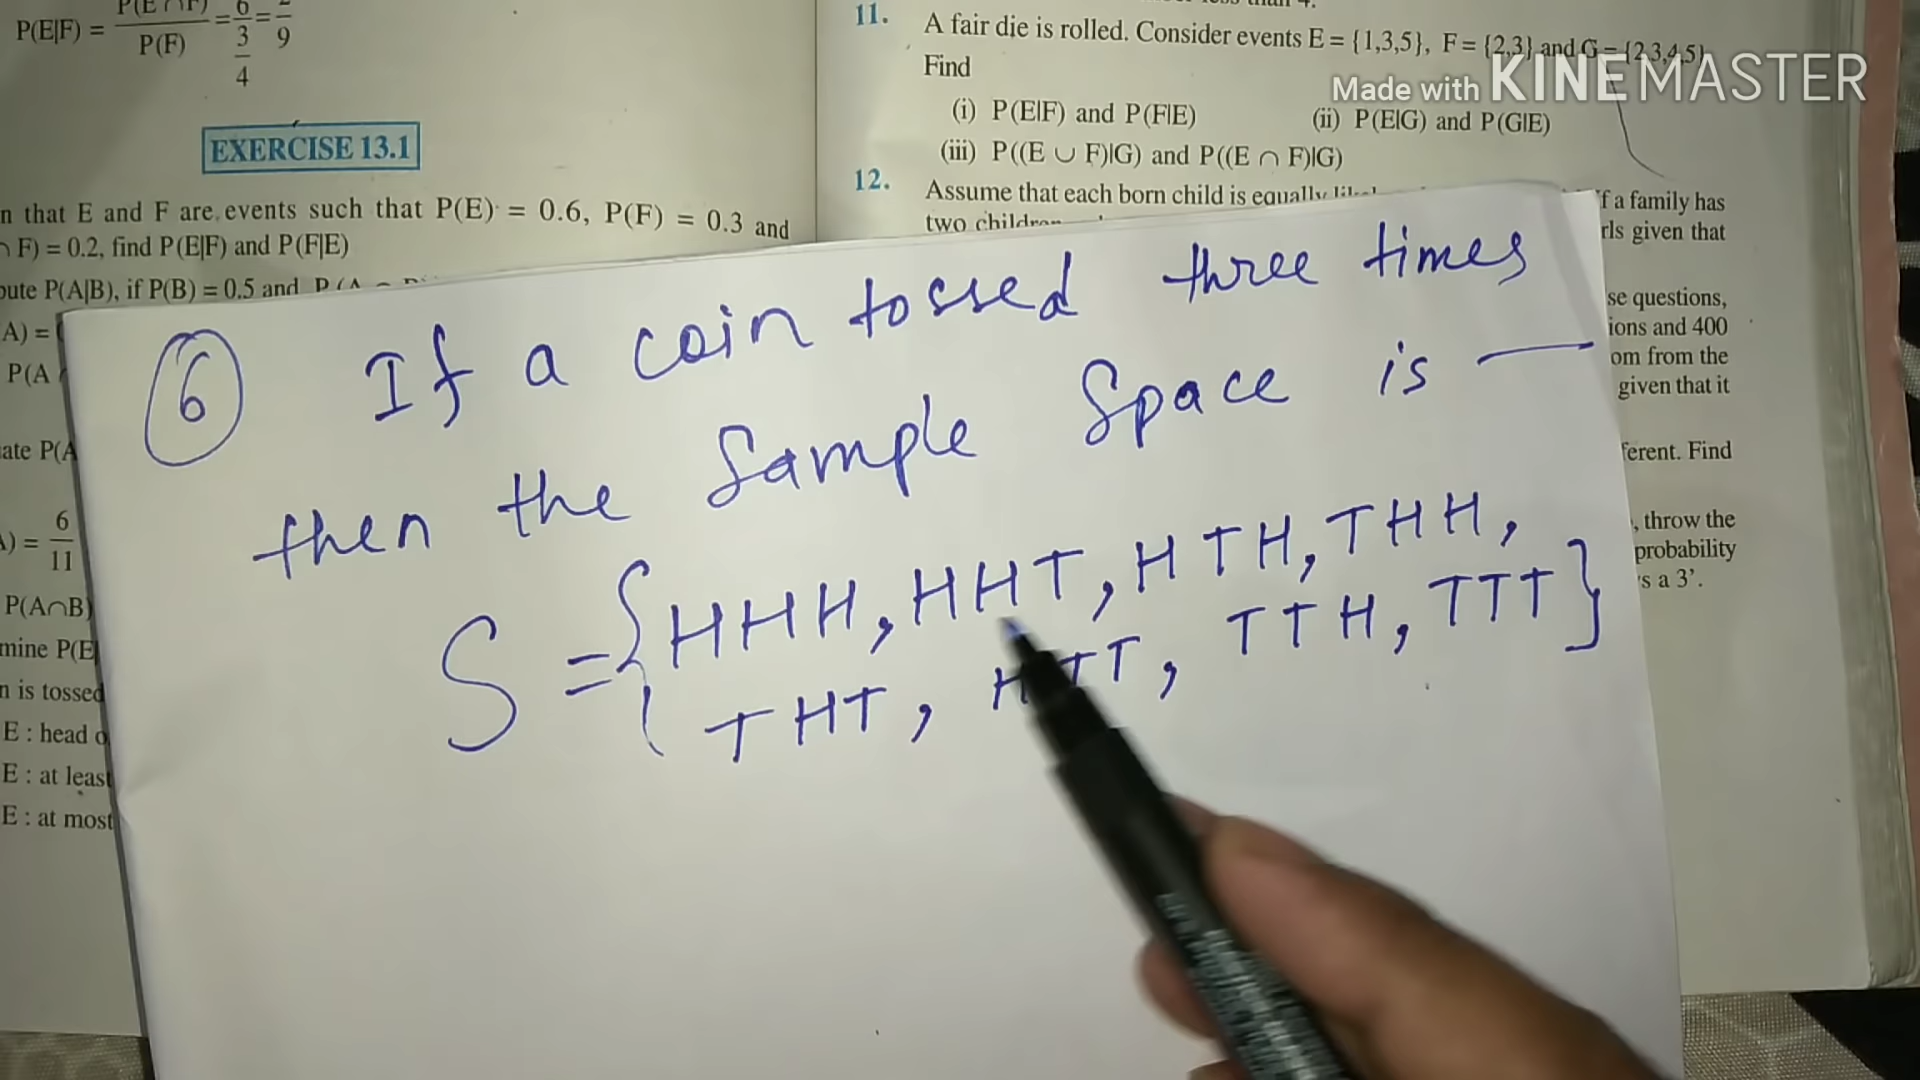 P(E|F) = P(E∩F) / P(F) = 6 / 3/4 = / 9
EXERCISE 13.1
n that E and F are events such that P(E) = 0.6, P(F) = 0.3 and
∩ F) = 0.2, find P(E|F) and P(F|E)
pute P(A|B), if P(B) = 0.5 and P(A
A) =
P(A
ate P(A
) = 6/11
P(A∩B)
mine P(E|
n is tossed
E : head o
E : at least
E : at most
than 4.
11. A fair die is rolled. Consider events E = {1,3,5}, F = {2,3} and G = {2,3,4,5}
Find
(i) P(E|F) and P(F|E) (ii) P(E|G) and P(G|E)
(iii) P((E ∪ F)|G) and P((E ∩ F)|G)
12. Assume that each born child is equally If a family has
two children rls given that
se questions,
ions and 400
om from the
given that it
ferent. Find
, throw the
probability
s a 3’.
Made with KINEMASTER
6 If a coin tossed three times
then the Sample Space is —
S = {HHH, HHT, HTH, THH,
THT, HTT, TTH, TTT}